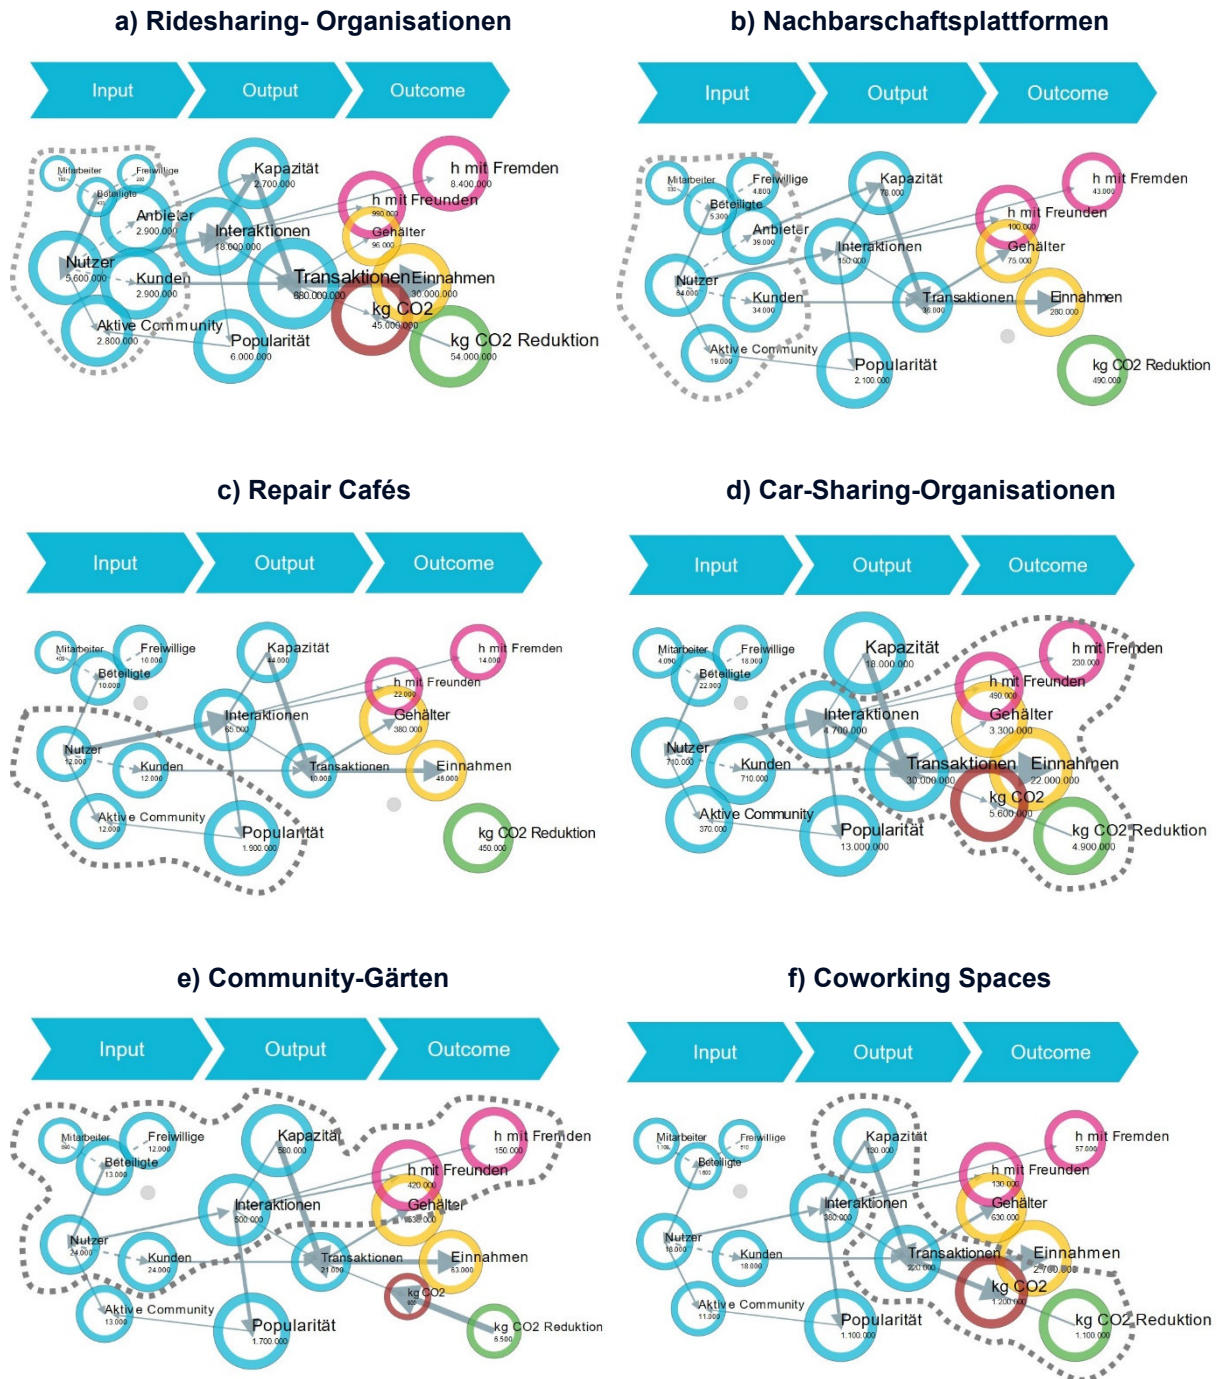 a) Ridesharing- Organisationen
Input
Output
Outcome
Mitarbeiter
Freiwillige
Beteiligte
Anbieter
2.900.000
Nutzer
5.600.000
Kunden
2.900.000
Aktive Community
2.800.000
Kapazität
2.700.000
Interaktionen
18.000.000
Transaktionen
Popularität
6.000.000
h mit Fremden
8.400.000
h mit Freunden
990.000
Gehälter
96.000
Einnahmen
30.000.000
kg CO2
45.000.000
kg CO2 Reduktion
54.000.000
b) Nachbarschaftsplattformen
Input
Output
Outcome
Mitarbeiter
Freiwillige
4.800
Beteiligte
5.300
Anbieter
39.000
Nutzer
Kunden
34.000
Aktive Community
19.000
Kapazität
78.000
Interaktionen
150.000
Transaktionen
Popularität
2.100.000
h mit Fremden
43.000
h mit Freunden
100.000
Gehälter
75.000
Einnahmen
280.000
kg CO2 Reduktion
490.000
c) Repair Cafés
Input
Output
Outcome
Mitarbeiter
Freiwillige
10.000
Beteiligte
10.000
Nutzer
12.000
Kunden
12.000
Aktive Community
12.000
Kapazität
44.000
Interaktionen
65.000
Transaktionen
10.000
Popularität
1.900.000
h mit Fremden
14.000
h mit Freunden
22.000
Gehälter
380.000
Einnahmen
46.000
kg CO2 Reduktion
450.000
d) Car-Sharing-Organisationen
Input
Output
Outcome
Mitarbeiter
4.000
Freiwillige
18.000
Beteiligte
22.000
Nutzer
710.000
Kunden
710.000
Aktive Community
370.000
Kapazität
18.000.000
Interaktionen
4.700.000
Transaktionen
30.000.000
Popularität
13.000.000
h mit Fremden
230.000
h mit Freunden
490.000
Gehälter
3.300.000
Einnahmen
22.000.000
kg CO2
5.600.000
kg CO2 Reduktion
4.900.000
e) Community-Gärten
Input
Output
Outcome
Mitarbeiter
Freiwillige
12.000
Beteiligte
13.000
Nutzer
24.000
Kunden
24.000
Aktive Community
13.000
Kapazität
580.000
Interaktionen
500.000
Transaktionen
21.000
Popularität
1.700.000
h mit Fremden
150.000
h mit Freunden
420.000
Gehälter
Einnahmen
63.000
kg CO2
kg CO2 Reduktion
6.500
f) Coworking Spaces
Input
Output
Outcome
Mitarbeiter
1.100
Freiwillige
Beteiligte
Nutzer
18.000
Kunden
18.000
Aktive Community
11.000
Kapazität
130.000
Interaktionen
380.000
Transaktionen
220.000
Popularität
1.100.000
h mit Fremden
57.000
h mit Freunden
130.000
Gehälter
630.000
Einnahmen
2.700.000
kg CO2
1.200.000
kg CO2 Reduktion
1.100.000